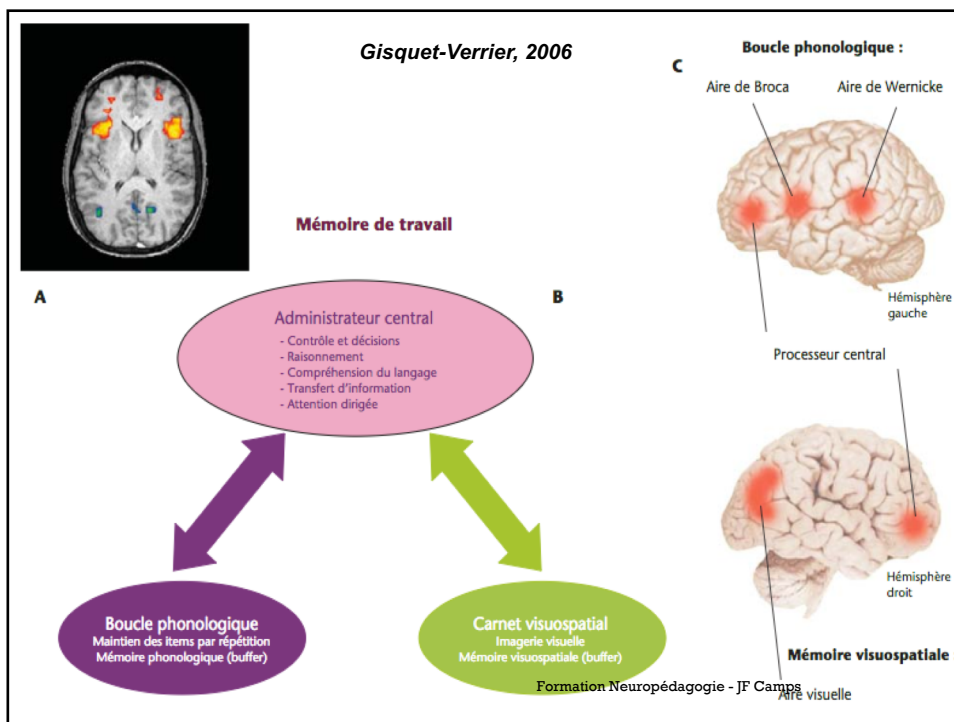 Gisquet-Verrier, 2006
Mémoire de travail
A
B
Administrateur central
- Contrôle et décisions
- Raisonnement
- Compréhension du langage
- Transfert d'information
- Attention dirigée
Boucle phonologique
Maintien des items par répétition
Mémoire phonologique (buffer)
Carnet visuospatial
Imagerie visuelle
Mémoire visuospatiale (buffer)
Boucle phonologique :
C
Aire de Broca
Aire de Wernicke
Hémisphère
gauche
Processeur central
Hémisphère
droit
Mémoire visuospatiale
Aire visuelle
Formation Neuropédagogie - JF Camps